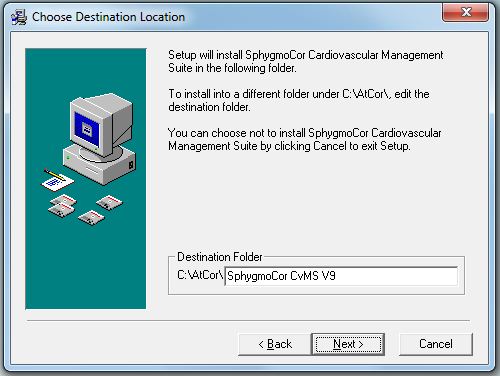 Choose Destination Location
Setup will install SphygmoCor Cardiovascular Management
Suite in the following folder.
To install into a different folder under C:\AtCor\, edit the
destination folder.
You can choose not to install SphygmoCor Cardiovascular
Management Suite by clicking Cancel to exit Setup.
Destination Folder
C:\AtCor\ SphygmoCor CvMS V9
< Back Next > Cancel